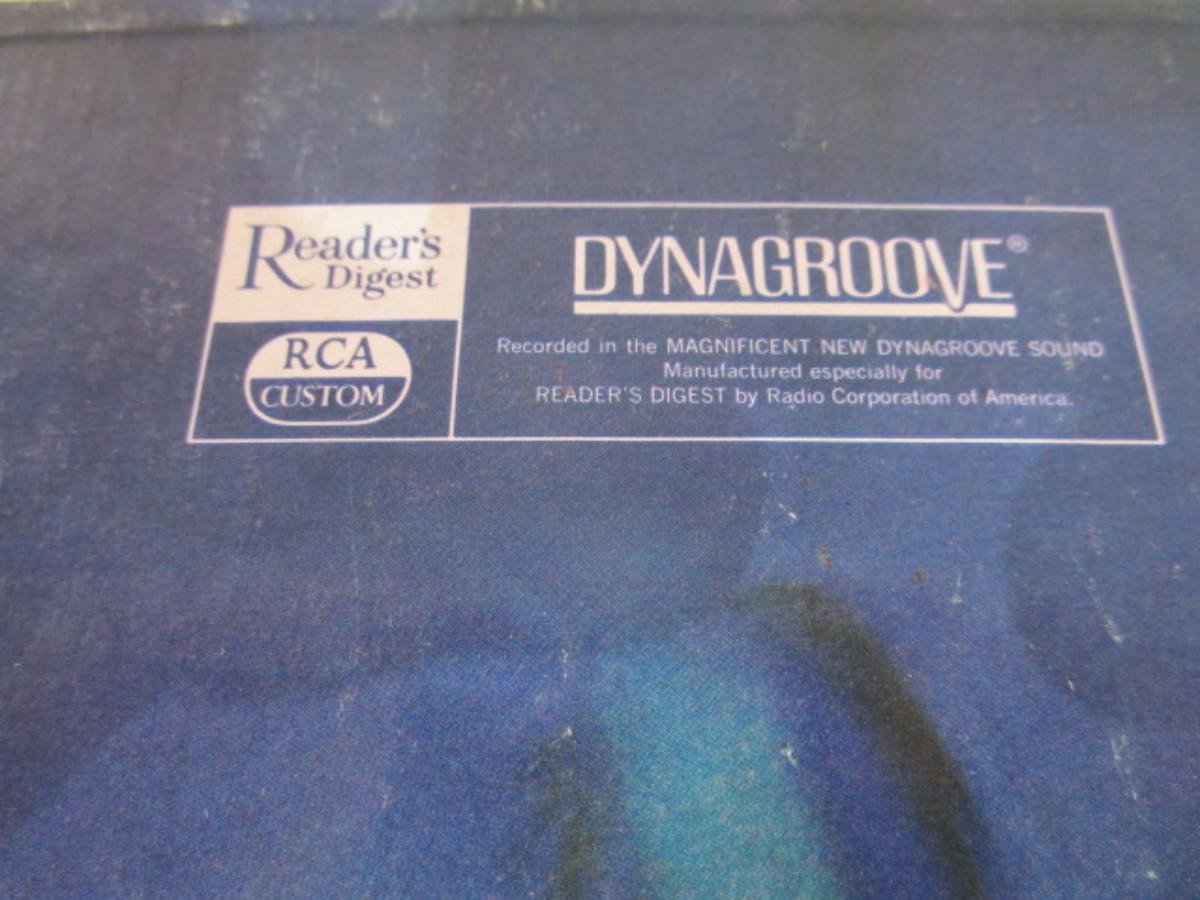 Reader's
Digest
RCA
CUSTOM
DYNAGROOVE®
Recorded in the MAGNIFICENT NEW DYNAGROOVE SOUND
Manufactured especially for
READER'S DIGEST by Radio Corporation of America.